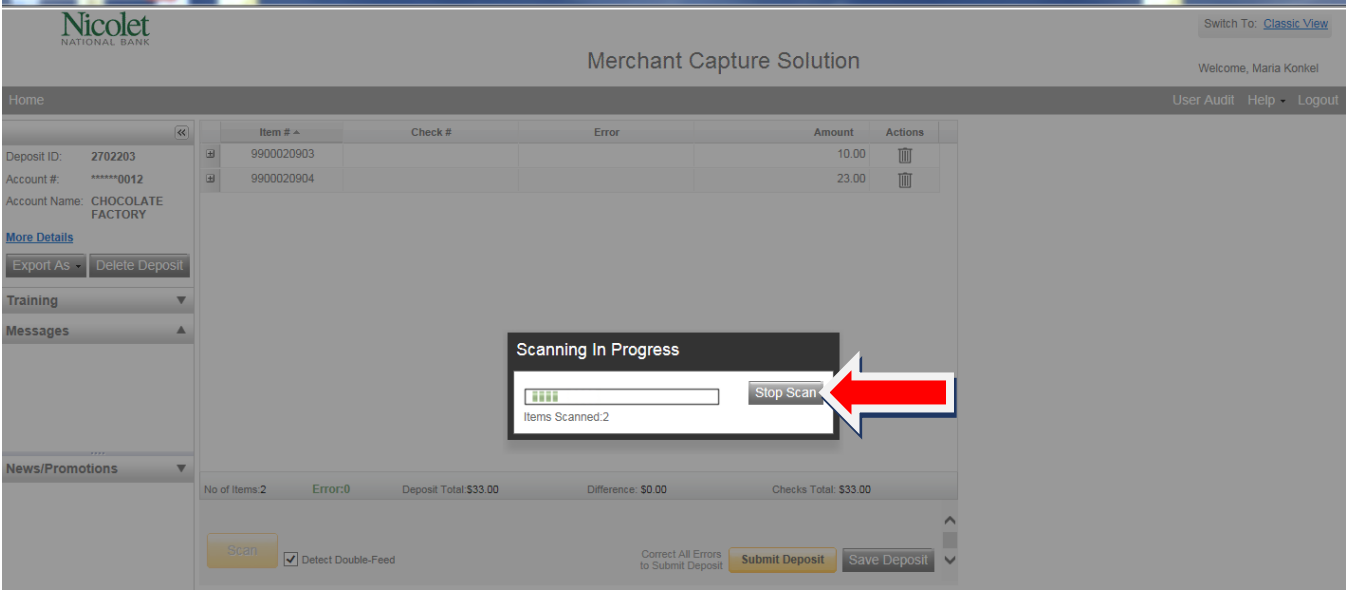 Nicolet
NATIONAL BANK
Switch To: Classic View
Merchant Capture Solution
Welcome, Maria Konkel
Home
User Audit Help Logout
Item # Check # Error Amount Actions
Deposit ID: 2702203
9900020903 10.00
Account #: ******0012
9900020904 23.00
Account Name: CHOCOLATE
FACTORY
More Details
Export As Delete Deposit
Training
Messages
Scanning In Progress
Stop Scan
Items Scanned:2
News/Promotions
No of Items:2 Error:0 Deposit Total:$33.00 Difference: $0.00 Checks Total: $33.00
Scan
Detect Double-Feed
Correct All Errors
to Submit Deposit
Submit Deposit
Save Deposit